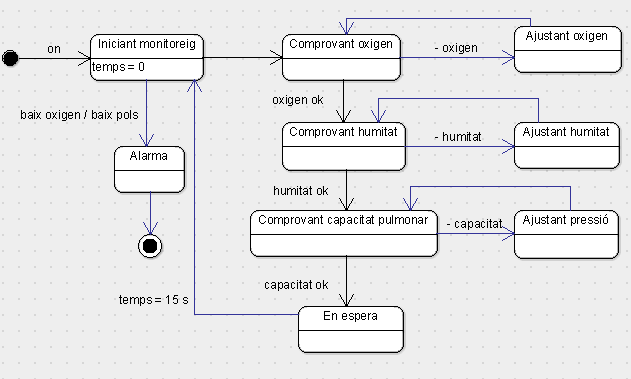 on
Iniciant monitoreig
temps = 0
Comprovant oxigen
- oxigen
Ajustant oxigen
oxigen ok
baix oxigen / baix pols
Alarma
Comprovant humitat
- humitat
Ajustant humitat
humitat ok
Comprovant capacitat pulmonar
- capacitat
Ajustant pressió
capacitat ok
temps = 15 s
En espera